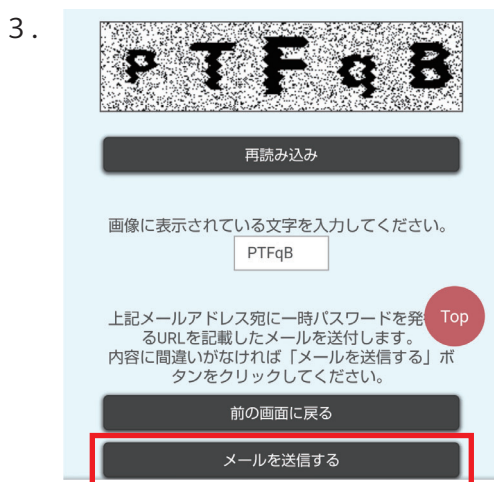 3.
PTFqB
再読み込み
画像に表示されている文字を入力してください。
PTFqB
上記メールアドレス宛に一時パスワードを発
Top
るURLを記載したメールを送付します。
内容に間違いがなければ「メールを送信する」ボ
タンをクリックしてください。
前の画面に戻る
メールを送信する